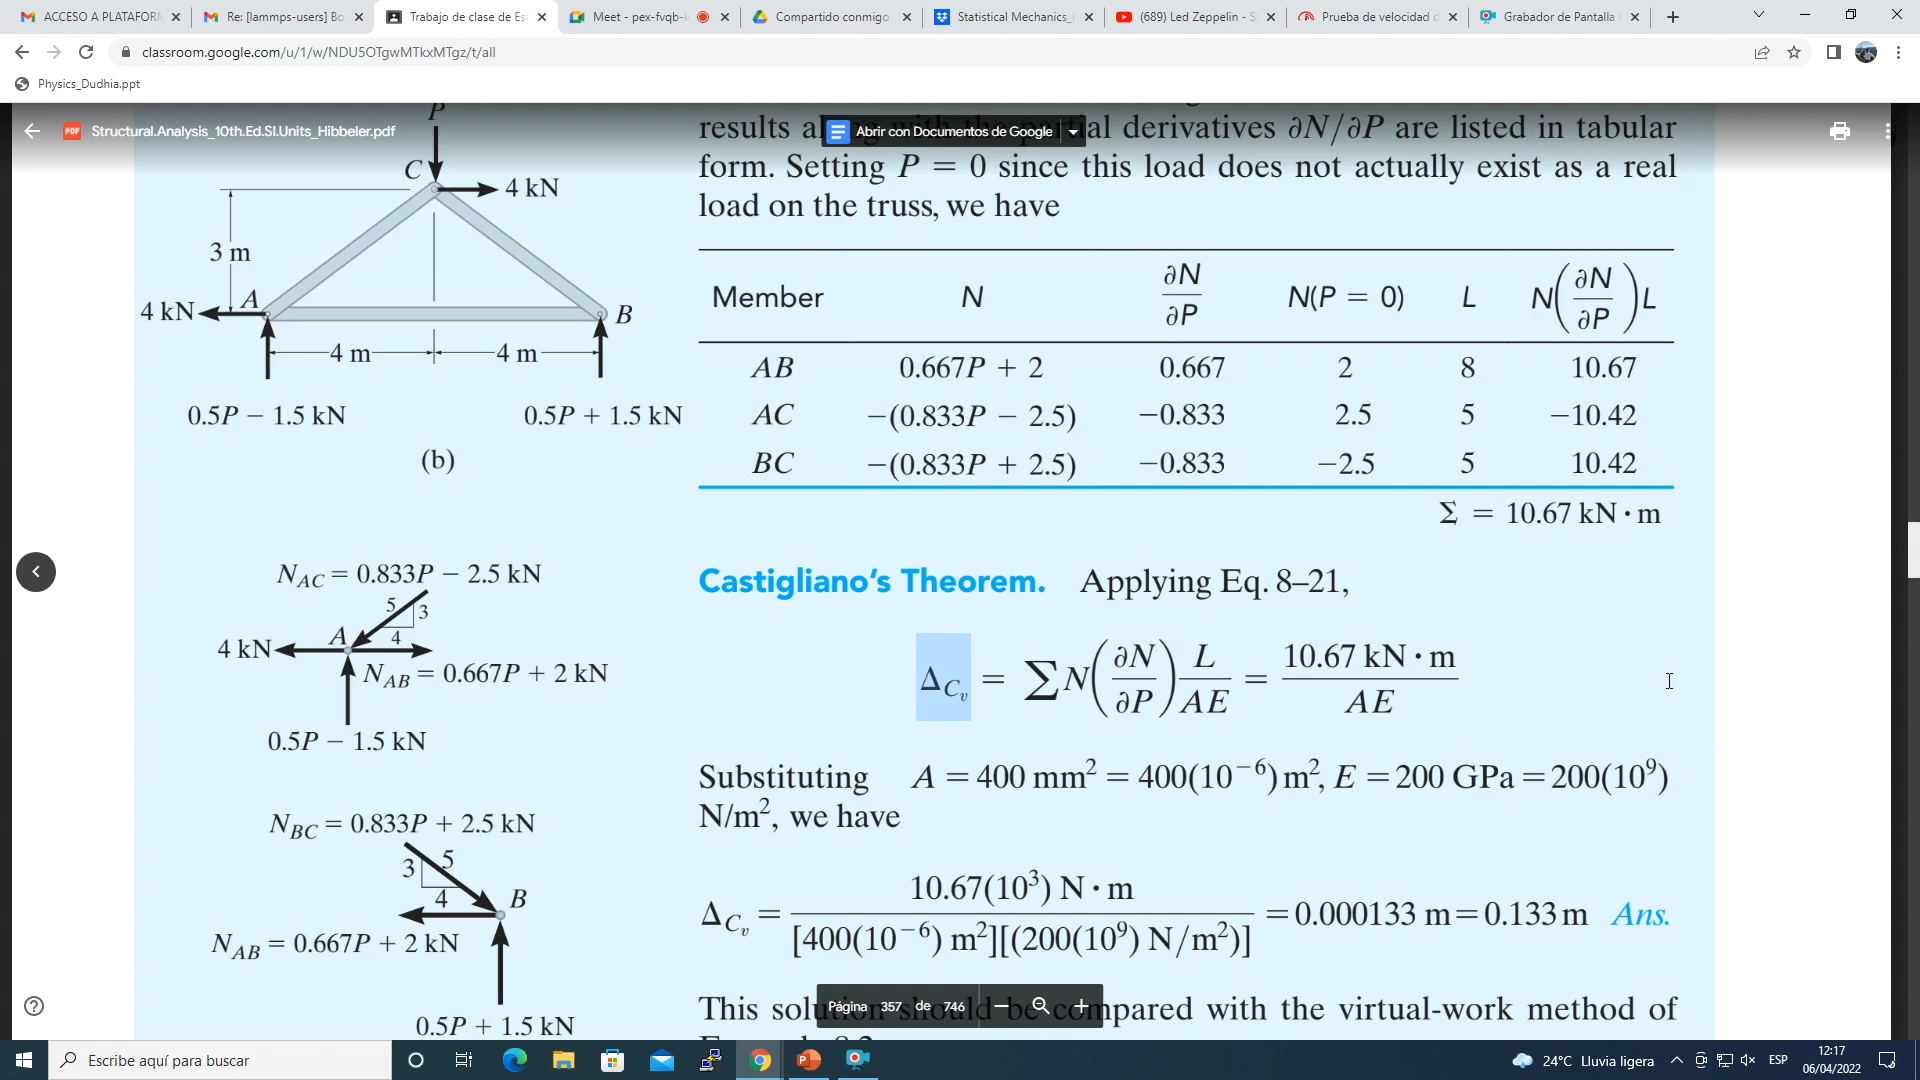 ACCESO A PLATAFORM
Re: [lammps-users] Bo
Trabajo de clase de Es
Meet - pex-fvqb-i
Compartido conmigo
Statistical Mechanics_
(689) Led Zeppelin - S
Prueba de velocidad d
Grabador de Pantalla
classroom.google.com/u/1/w/NDU5OTgwMTkxMTgz/t/all
Physics_Dudhia.ppt
PDF Structural.Analysis_10th.Ed.SI.Units_Hibbeler.pdf
Abrir con Documentos de Google
P
C
4 kN
3 m
4 kN
A
B
4 m
4 m
0.5P − 1.5 kN
0.5P + 1.5 kN
(b)
N_AC = 0.833P − 2.5 kN
5
3
4
A
4 kN
N_AB = 0.667P + 2 kN
0.5P − 1.5 kN
N_BC = 0.833P + 2.5 kN
3
5
4
B
N_AB = 0.667P + 2 kN
0.5P + 1.5 kN
results along with the partial derivatives ∂N/∂P are listed in tabular
form. Setting P = 0 since this load does not actually exist as a real
load on the truss, we have
Member N ∂N/∂P N(P = 0) L N(∂N/∂P)L
AB 0.667P + 2 0.667 2 8 10.67
AC −(0.833P − 2.5) −0.833 2.5 5 −10.42
BC −(0.833P + 2.5) −0.833 −2.5 5 10.42
Σ = 10.67 kN · m
Castigliano's Theorem. Applying Eq. 8–21,
Δ_Cv = ∑N(∂N/∂P) L/AE = 10.67 kN · m/AE
Substituting A = 400 mm² = 400(10⁻⁶) m², E = 200 GPa = 200(10⁹)
N/m², we have
Δ_Cv = 10.67(10³) N · m/[400(10⁻⁶) m²][(200(10⁹) N/m²)] = 0.000133 m = 0.133 m Ans.
This solution should be compared with the virtual-work method of
Página 357 de 746
Escribe aquí para buscar
24°C Lluvia ligera
ESP
12:17
06/04/2022